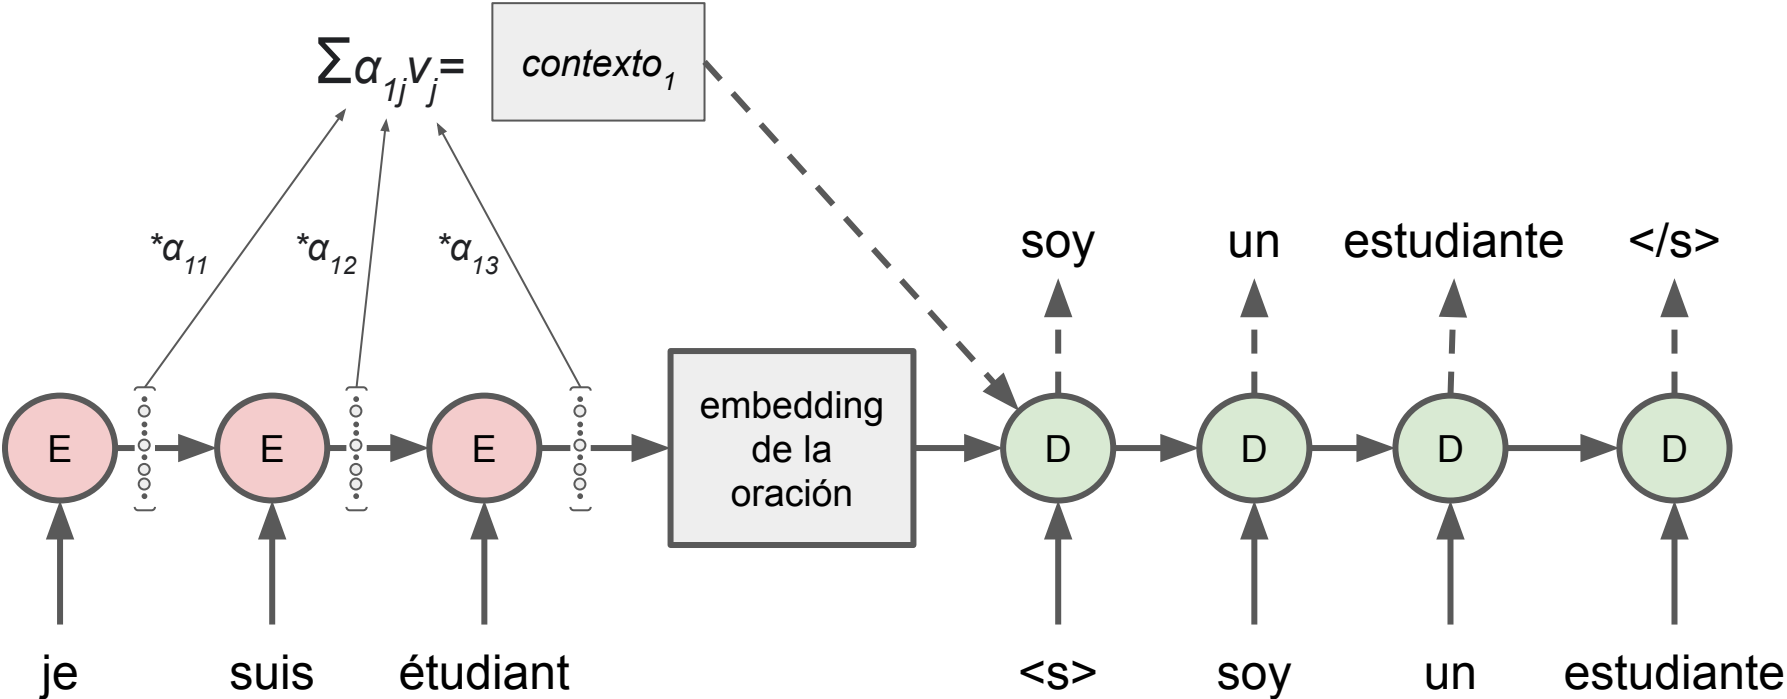 Σα1jvj=
contexto1
*α11
*α12
*α13
soy
un
estudiante
</s>
E
E
E
embedding
de la
oración
D
D
D
D
je
suis
étudiant
<s>
soy
un
estudiante